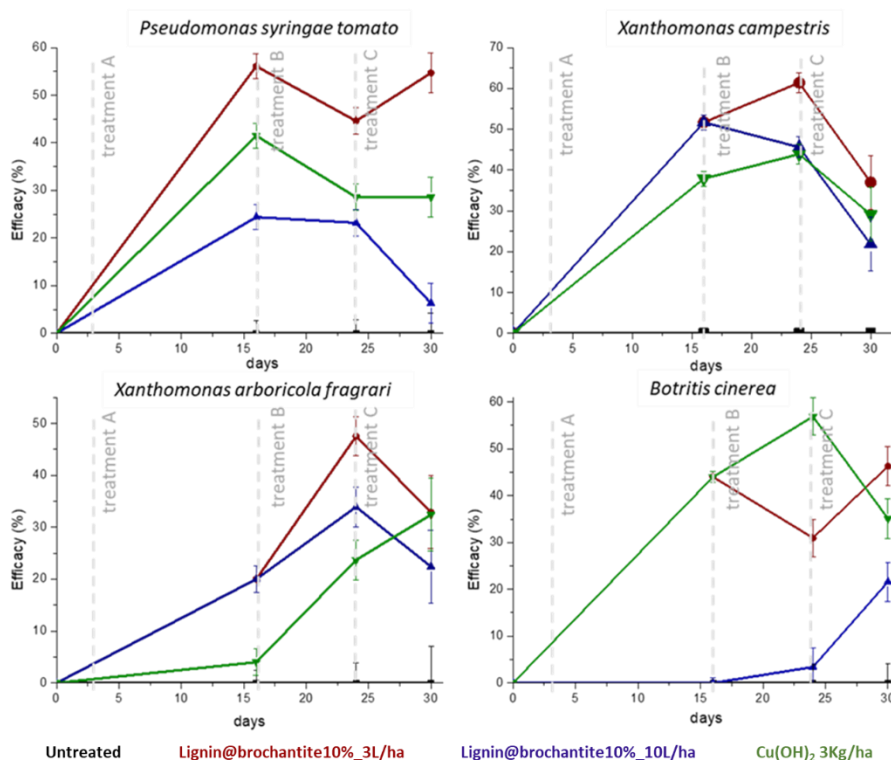 Pseudomonas syringae tomato
60
50
40
30
20
10
0
Efficacy (%)
treatment A
treatment B
treatment C
0 5 10 15 20 25 30
days
Xanthomonas campestris
70
60
50
40
30
20
10
0
Efficacy (%)
treatment A
treatment B
treatment C
0 5 10 15 20 25 30
days
Xanthomonas arboricola fragrari
50
40
30
20
10
0
Efficacy (%)
treatment A
treatment B
treatment C
0 5 10 15 20 25 30
days
Botritis cinerea
60
50
40
30
20
10
0
Efficacy (%)
treatment A
treatment B
treatment C
0 5 10 15 20 25 30
days
Untreated Lignin@brochantite10%_3L/ha Lignin@brochantite10%_10L/ha Cu(OH)₂ 3Kg/ha